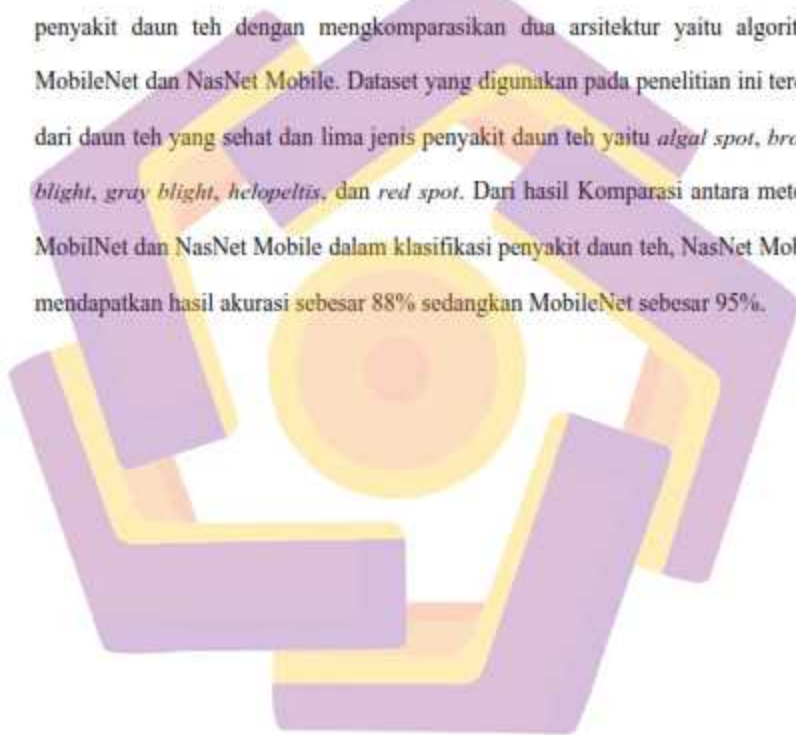 penyakit daun teh dengan mengkomparasikan dua arsitektur yaitu algorit
MobileNet dan NasNet Mobile. Dataset yang digunakan pada penelitian ini tere
dari daun teh yang sehat dan lima jenis penyakit daun teh yaitu algal spot, bro
blight, gray blight, helopeltis, dan red spot. Dari hasil Komparasi antara meto
MobilNet dan NasNet Mobile dalam klasifikasi penyakit daun teh, NasNet Mob
mendapatkan hasil akurasi sebesar 88% sedangkan MobileNet sebesar 95%.